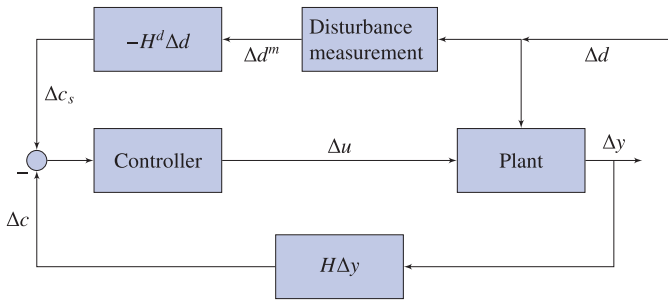 −H^d Δd
Δd^m
Disturbance
measurement
Δd
Δc_s
−
Controller
Δu
Plant
Δy
Δc
HΔy